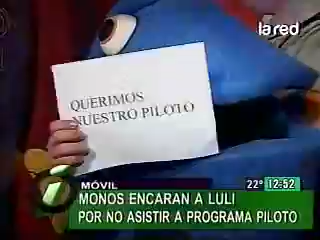 la red
QUERIMOS
NUESTRO PILOTO
MÓVIL
22° 12:52
MONOS ENCARAN A LULI
POR NO ASISTIR A PROGRAMA PILOTO